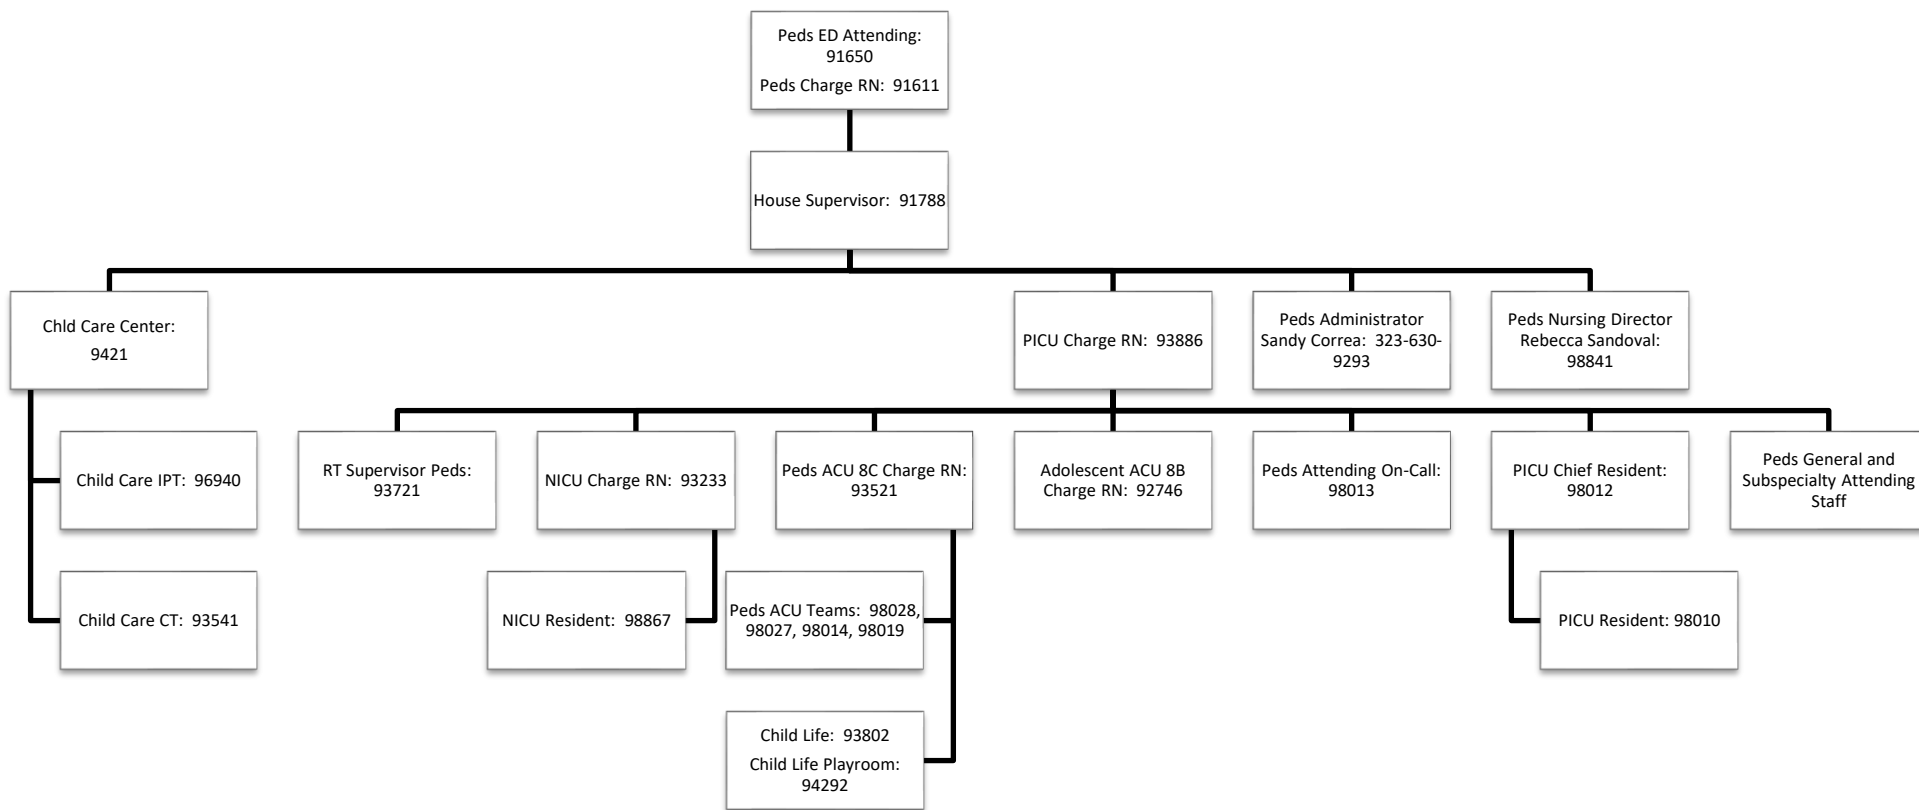 Peds ED Attending:
91650
Peds Charge RN:  91611
House Supervisor:  91788
Chld Care Center:
9421
PICU Charge RN:  93886
Peds Administrator
Sandy Correa:  323-630-
9293
Peds Nursing Director
Rebecca Sandoval:
98841
Child Care IPT:  96940
RT Supervisor Peds:
93721
NICU Charge RN:  93233
Peds ACU 8C Charge RN:
93521
Adolescent ACU 8B
Charge RN:  92746
Peds Attending On-Call:
98013
PICU Chief Resident:
98012
Peds General and
Subspecialty Attending
Staff
Child Care CT:  93541
NICU Resident:  98867
Peds ACU Teams:  98028,
98027, 98014, 98019
PICU Resident: 98010
Child Life:  93802
Child Life Playroom:
94292